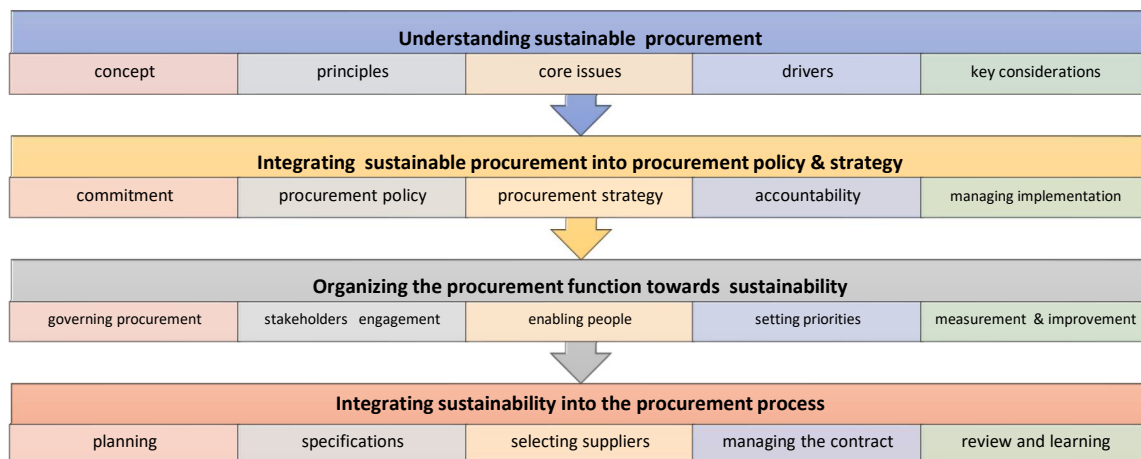 Understanding sustainable procurement
concept principles core issues drivers key considerations
Integrating sustainable procurement into procurement policy & strategy
commitment procurement policy procurement strategy accountability managing implementation
Organizing the procurement function towards sustainability
governing procurement stakeholders engagement enabling people setting priorities measurement & improvement
Integrating sustainability into the procurement process
planning specifications selecting suppliers managing the contract review and learning